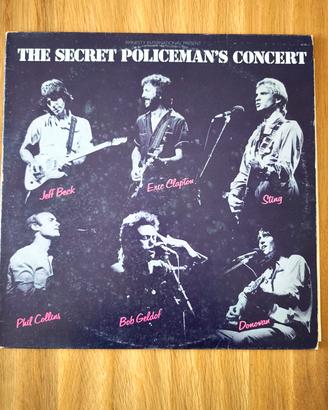 AMNESTY INTERNATIONAL PRESENT
THE SECRET POLICEMAN'S CONCERT
Jeff Beck
Eric Clapton
Sting
Phil Collins
Bob Geldof
Donovan